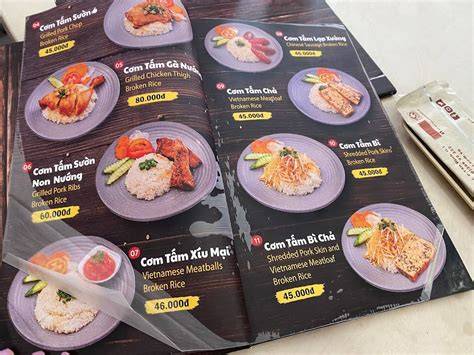 04
Cơm Tấm Sườn
Grilled Pork Chop
Broken Rice
45.000đ
05
Cơm Tấm Gà Nướng
Grilled Chicken Thigh
Broken Rice
80.000đ
06
Cơm Tấm Sườn
Non Nướng
Grilled Pork Ribs
Broken Rice
60.000đ
07
Cơm Tấm Xíu Mại
Vietnamese Meatballs
Broken Rice
46.000đ
Cơm Tấm Lạp Xưởng
Chinese Sausage Broken Rice
46.000đ
09
Cơm Tấm Chả
Vietnamese Meatloaf
Broken Rice
45.000đ
10
Cơm Tấm Bì
Shredded Pork Skins
Broken Rice
40.000đ
11
Cơm Tấm Bì Chả
Shredded Pork Skin and
Vietnamese Meatloaf
Broken Rice
45.000đ